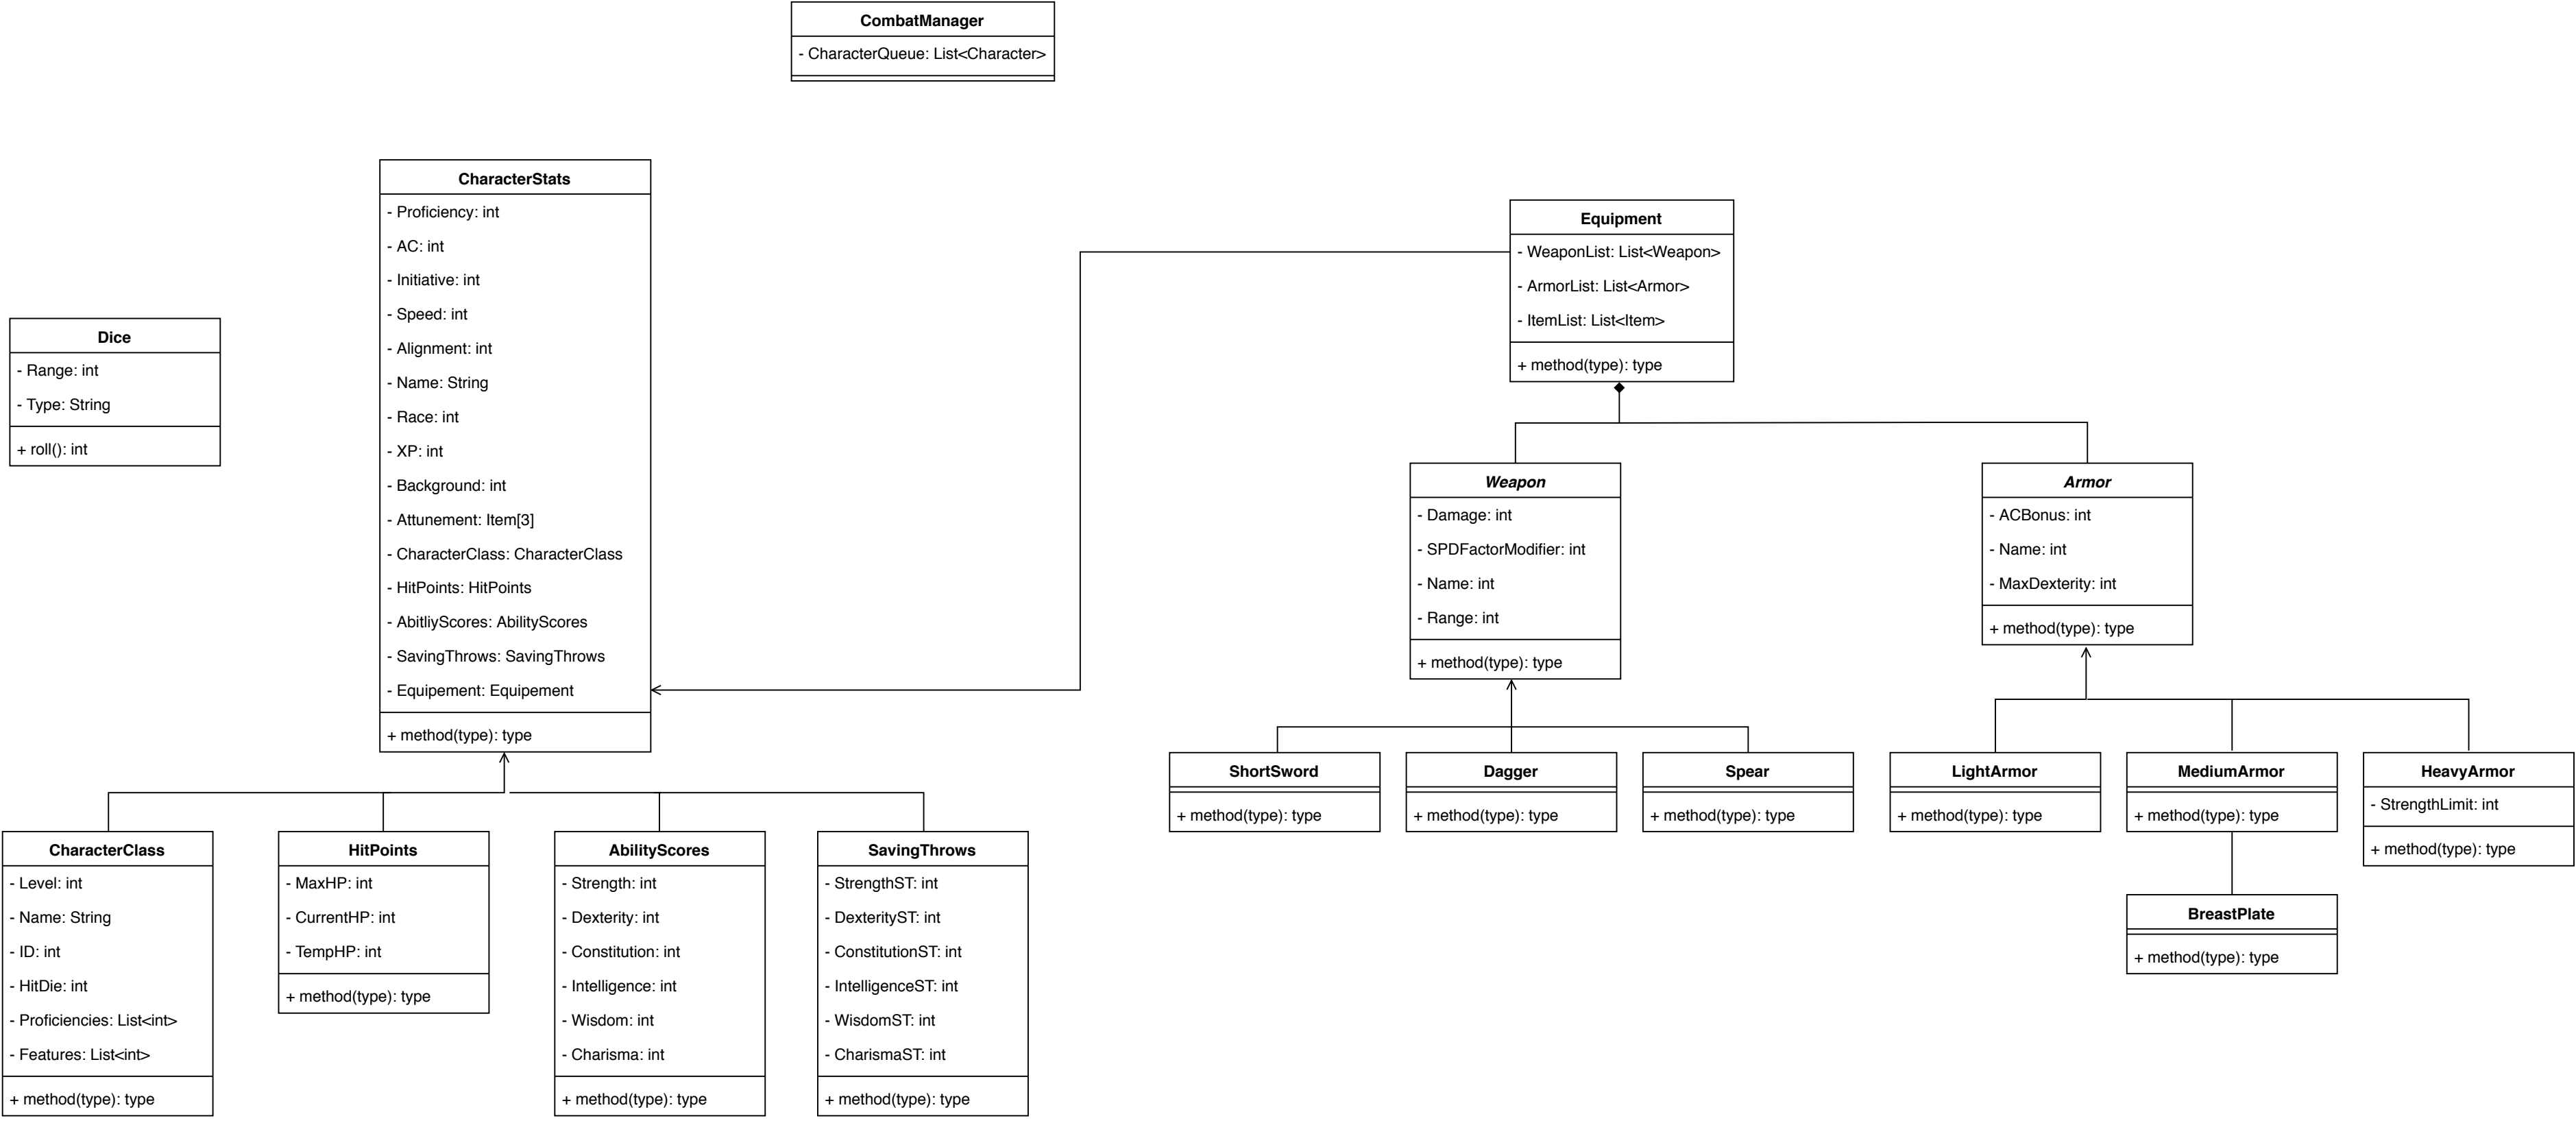 CombatManager
- CharacterQueue: List<Character>
CharacterStats
- Proficiency: int
- AC: int
- Initiative: int
- Speed: int
- Alignment: int
- Name: String
- Race: int
- XP: int
- Background: int
- Attunement: Item[3]
- CharacterClass: CharacterClass
- HitPoints: HitPoints
- AbitliyScores: AbilityScores
- SavingThrows: SavingThrows
- Equipement: Equipement
+ method(type): type
Equipment
- WeaponList: List<Weapon>
- ArmorList: List<Armor>
- ItemList: List<Item>
+ method(type): type
Dice
- Range: int
- Type: String
+ roll(): int
Weapon
- Damage: int
- SPDFactorModifier: int
- Name: int
- Range: int
+ method(type): type
Armor
- ACBonus: int
- Name: int
- MaxDexterity: int
+ method(type): type
ShortSword
+ method(type): type
Dagger
+ method(type): type
Spear
+ method(type): type
LightArmor
+ method(type): type
MediumArmor
+ method(type): type
HeavyArmor
- StrengthLimit: int
+ method(type): type
BreastPlate
+ method(type): type
CharacterClass
- Level: int
- Name: String
- ID: int
- HitDie: int
- Proficiencies: List<int>
- Features: List<int>
+ method(type): type
HitPoints
- MaxHP: int
- CurrentHP: int
- TempHP: int
+ method(type): type
AbilityScores
- Strength: int
- Dexterity: int
- Constitution: int
- Intelligence: int
- Wisdom: int
- Charisma: int
+ method(type): type
SavingThrows
- StrengthST: int
- DexterityST: int
- ConstitutionST: int
- IntelligenceST: int
- WisdomST: int
- CharismaST: int
+ method(type): type